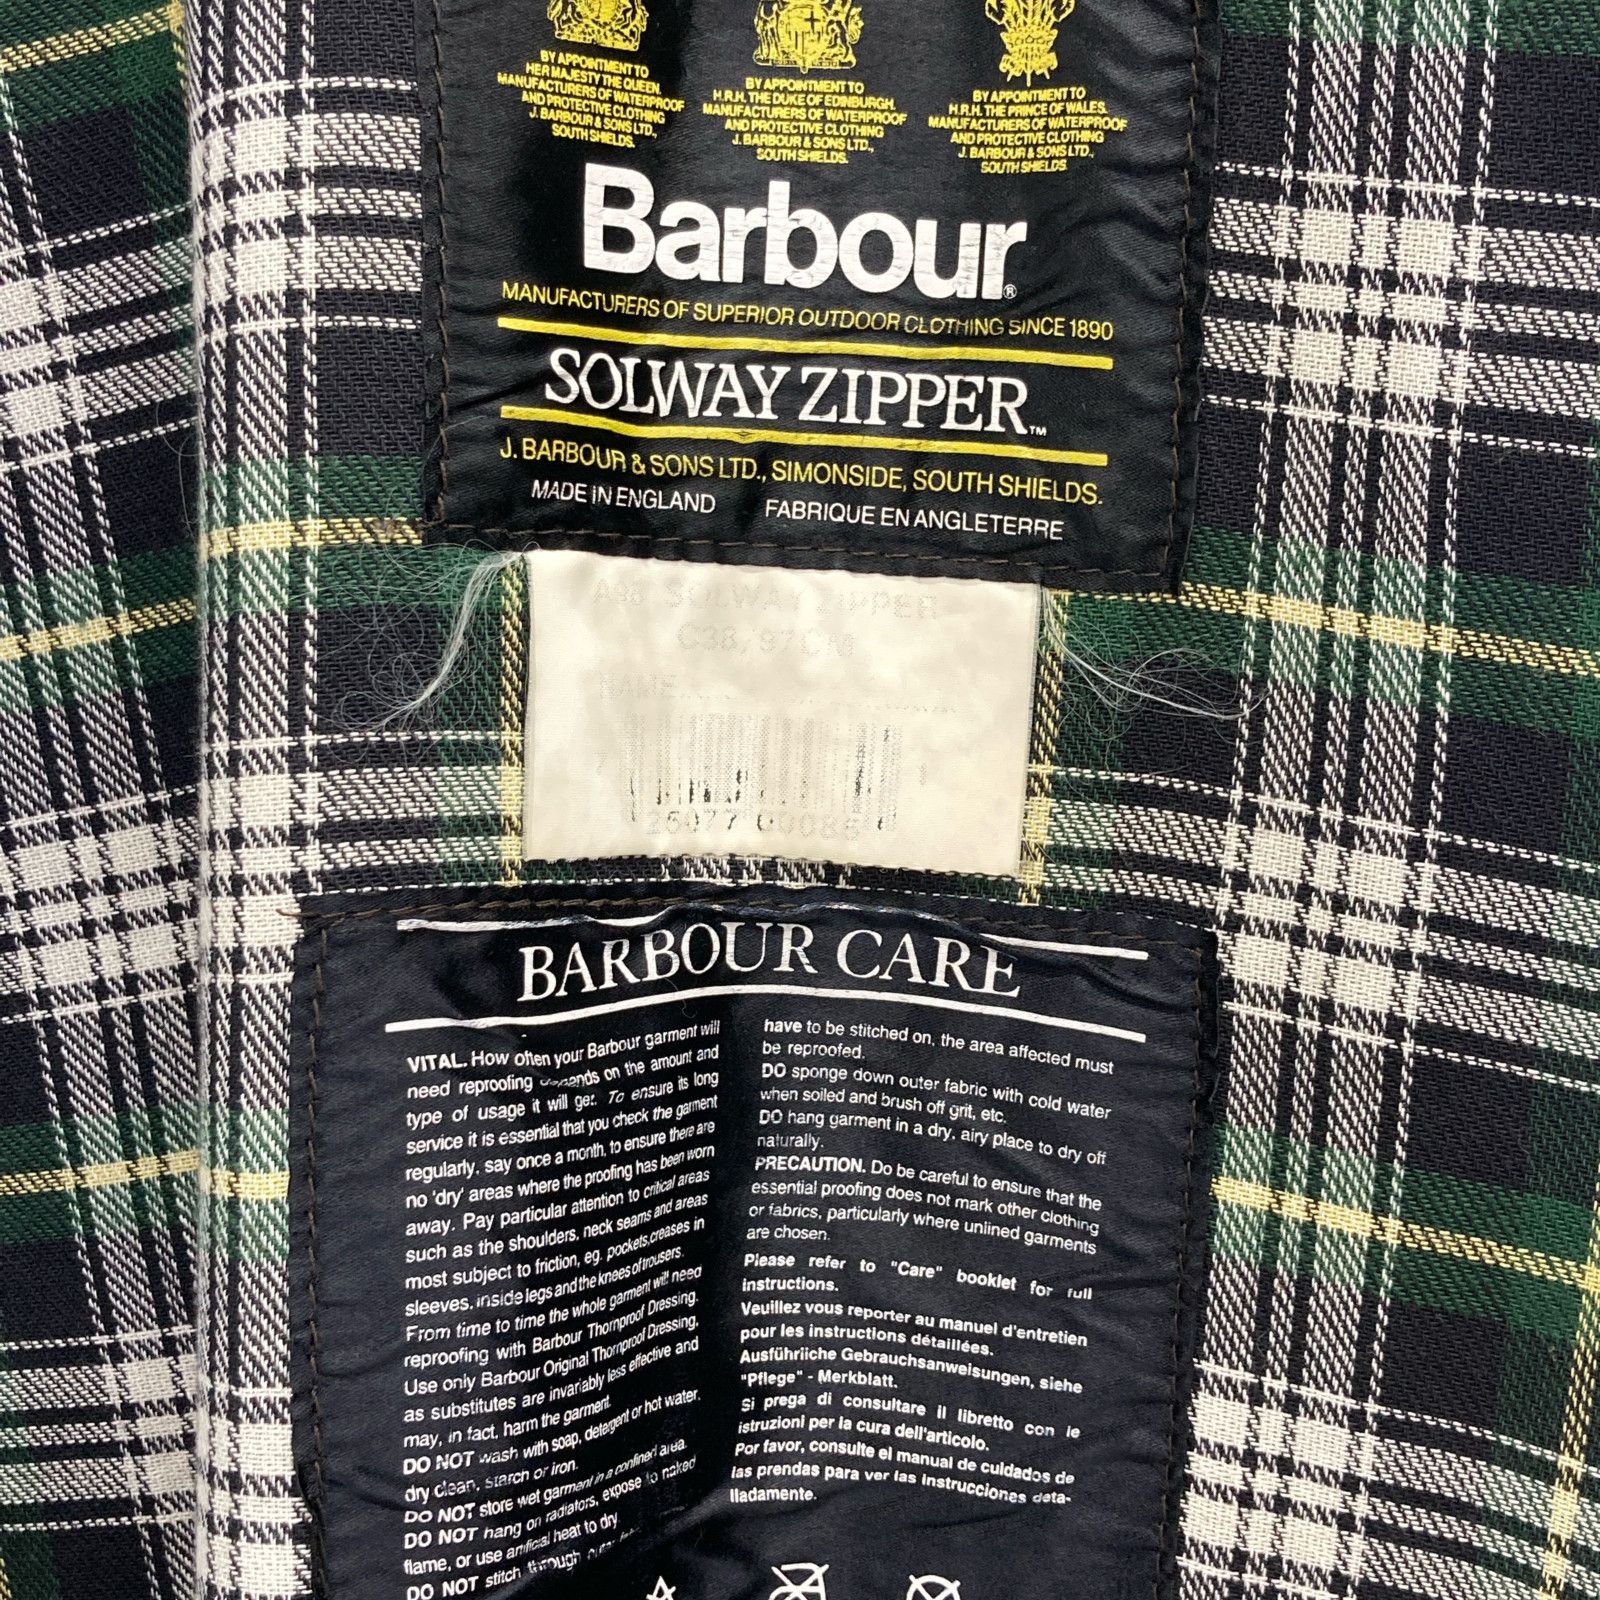 BY APPOINTMENT TO
HER MAJESTY THE QUEEN.
MANUFACTURERS OF WATERPROOF
AND PROTECTIVE CLOTHING
J. BARBOUR & SONS LTD.,
SOUTH SHIELDS.
BY APPOINTMENT TO
H.R.H. THE DUKE OF EDINBURGH.
MANUFACTURERS OF WATERPROOF
AND PROTECTIVE CLOTHING
J. BARBOUR & SONS LTD.,
SOUTH SHIELDS.
BY APPOINTMENT TO
H.R.H. THE PRINCE OF WALES.
MANUFACTURERS OF WATERPROOF
AND PROTECTIVE CLOTHING
J. BARBOUR & SONS LTD.,
SOUTH SHIELDS.
Barbour®
MANUFACTURERS OF SUPERIOR OUTDOOR CLOTHING SINCE 1890
SOLWAY ZIPPER™
J. BARBOUR & SONS LTD., SIMONSIDE, SOUTH SHIELDS.
MADE IN ENGLAND FABRIQUE EN ANGLETERRE
SOLWAY ZIPPER
C38/97CM
NAME
25077
BARBOUR CARE
VITAL. How often your Barbour garment will
need reproofing depends on the amount and
type of usage it will get. To ensure its long
service it is essential that you check the garment
regularly, say once a month, to ensure there are
no 'dry' areas where the proofing has been worn
away. Pay particular attention to critical areas
such as the shoulders, neck seams and areas
most subject to friction, eg. pockets, creases in
sleeves, inside legs and the knees of trousers.
From time to time the whole garment will need
reproofing with Barbour Thornproof Dressing.
Use only Barbour Original Thornproof Dressing,
as substitutes are invariably less effective and
may, in fact, harm the garment.
DO NOT wash with soap, detergent or hot water,
dry clean, starch or iron.
DO NOT store wet garment in a confined area.
DO NOT hang on radiators, expose to naked
flame, or use artificial heat to dry.
DO NOT stitch through outer
have to be stitched on, the area affected must
be reproofed.
DO sponge down outer fabric with cold water
when soiled and brush off grit, etc.
DO hang garment in a dry, airy place to dry off
naturally.
PRECAUTION. Do be careful to ensure that the
essential proofing does not mark other clothing
or fabrics, particularly where unlined garments
are chosen.
Please refer to "Care" booklet for full
instructions.
Veuillez vous reporter au manuel d'entretien
pour les instructions détaillées.
Ausführliche Gebrauchsanweisungen, siehe
"Pflege" - Merkblatt.
Si prega di consultare il libretto con le
istruzioni per la cura dell'articolo.
Por favor, consulte el manual de cuidados de
las prendas para ver las instrucciones deta-
lladamente.